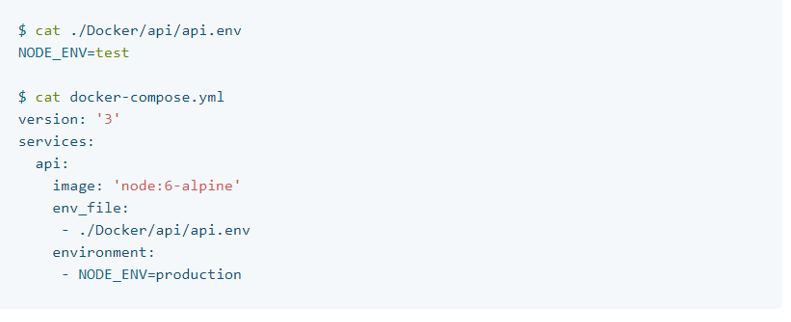 $ cat ./Docker/api/api.env
NODE_ENV=test
$ cat docker-compose.yml
version: '3'
services:
  api:
    image: 'node:6-alpine'
    env_file:
     - ./Docker/api/api.env
    environment:
     - NODE_ENV=production